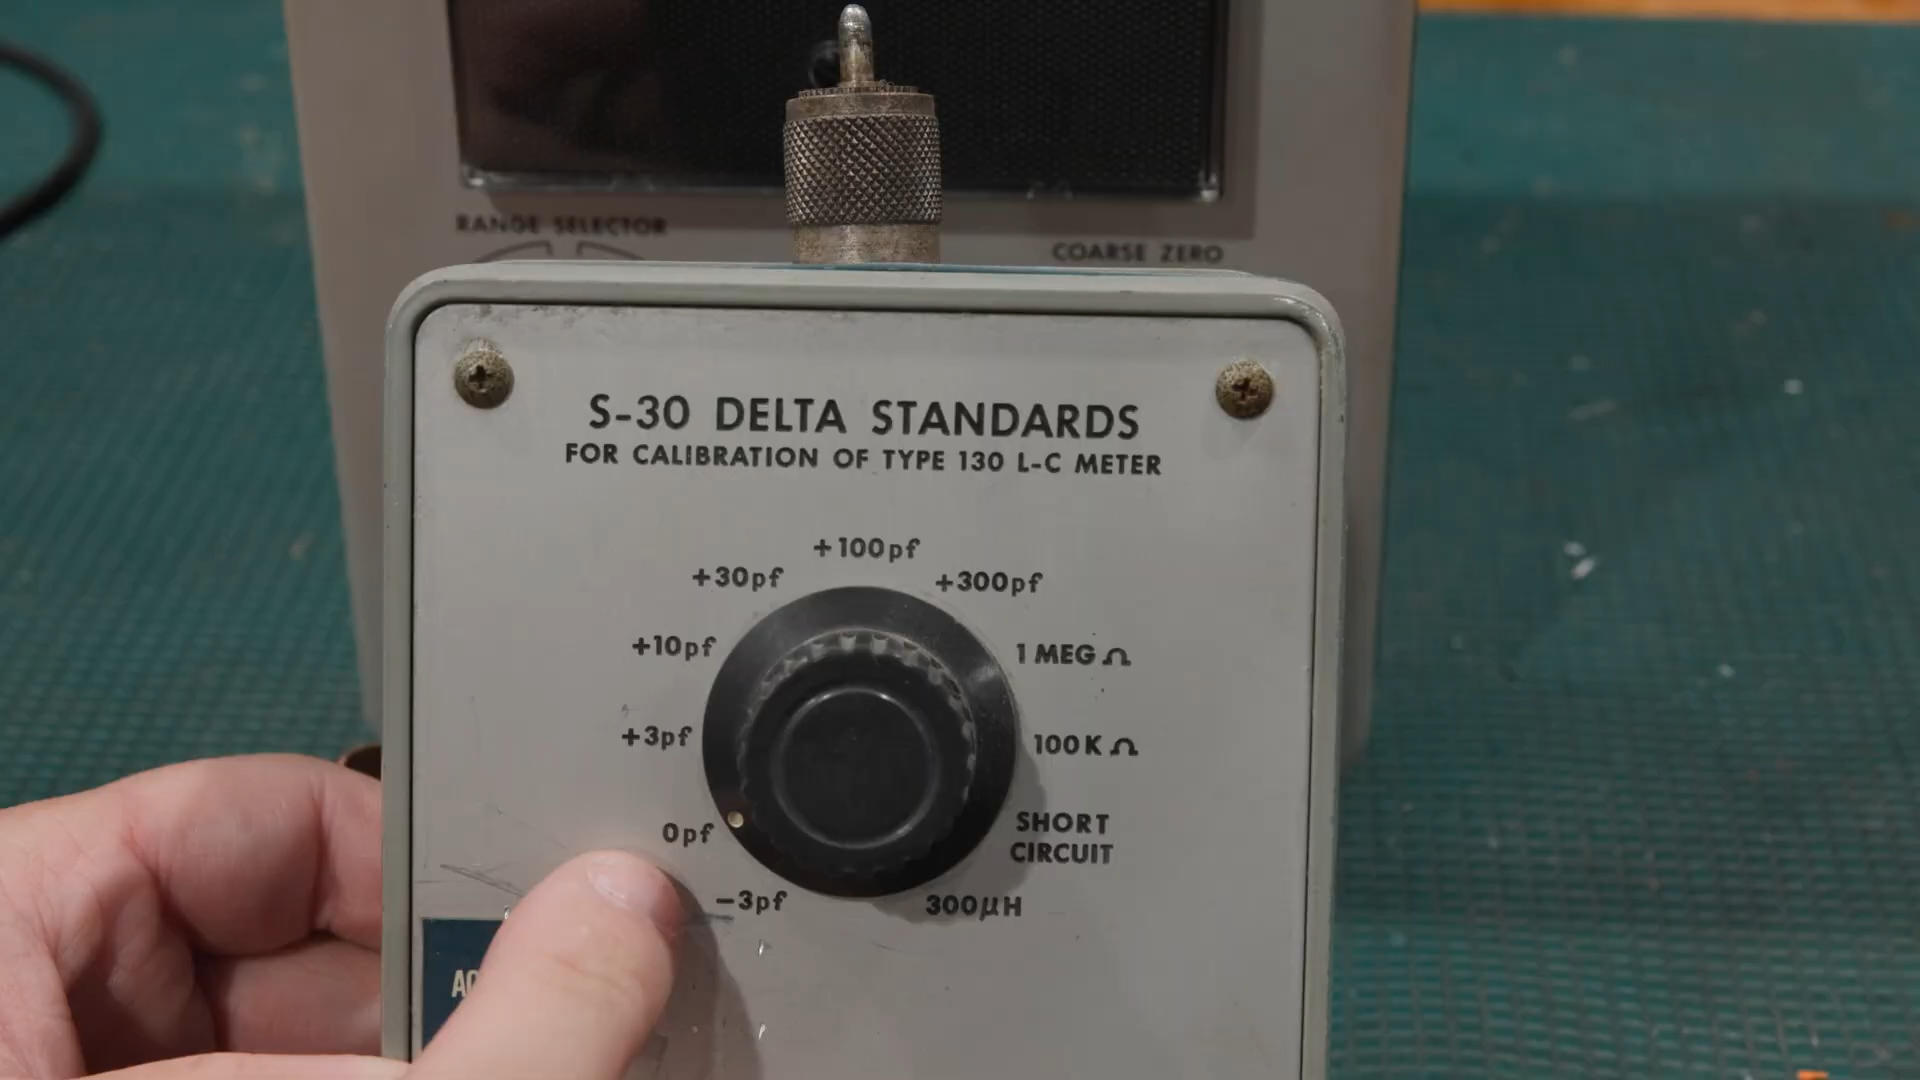 RANGE SELECTOR
COARSE ZERO
S-30 DELTA STANDARDS
FOR CALIBRATION OF TYPE 130 L-C METER
+100pf
+30pf
+300pf
+10pf
1 MEG Ω
+3pf
100K Ω
0pf
SHORT
CIRCUIT
-3pf
300μH